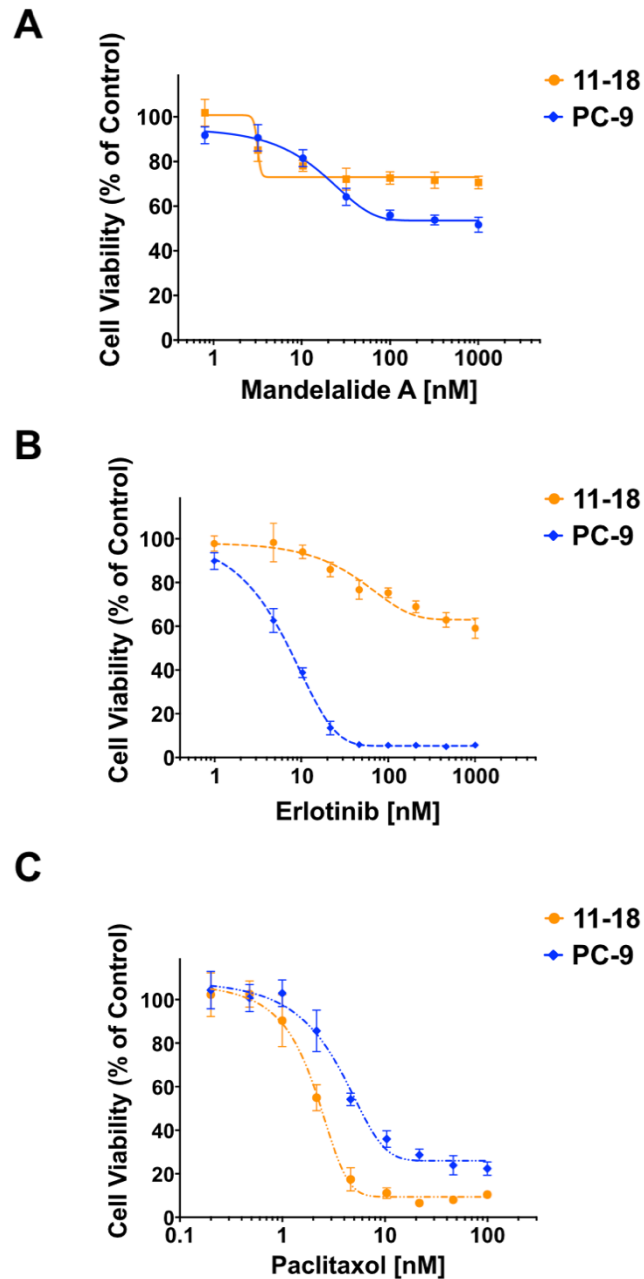 A
11-18
PC-9
Cell Viability (% of Control)
100
80
60
40
20
0
1
10
100
1000
Mandelalide A [nM]
B
11-18
PC-9
Cell Viability (% of Control)
100
80
60
40
20
0
1
10
100
1000
Erlotinib [nM]
C
11-18
PC-9
Cell Viability (% of Control)
100
80
60
40
20
0
0.1
1
10
100
Paclitaxol [nM]